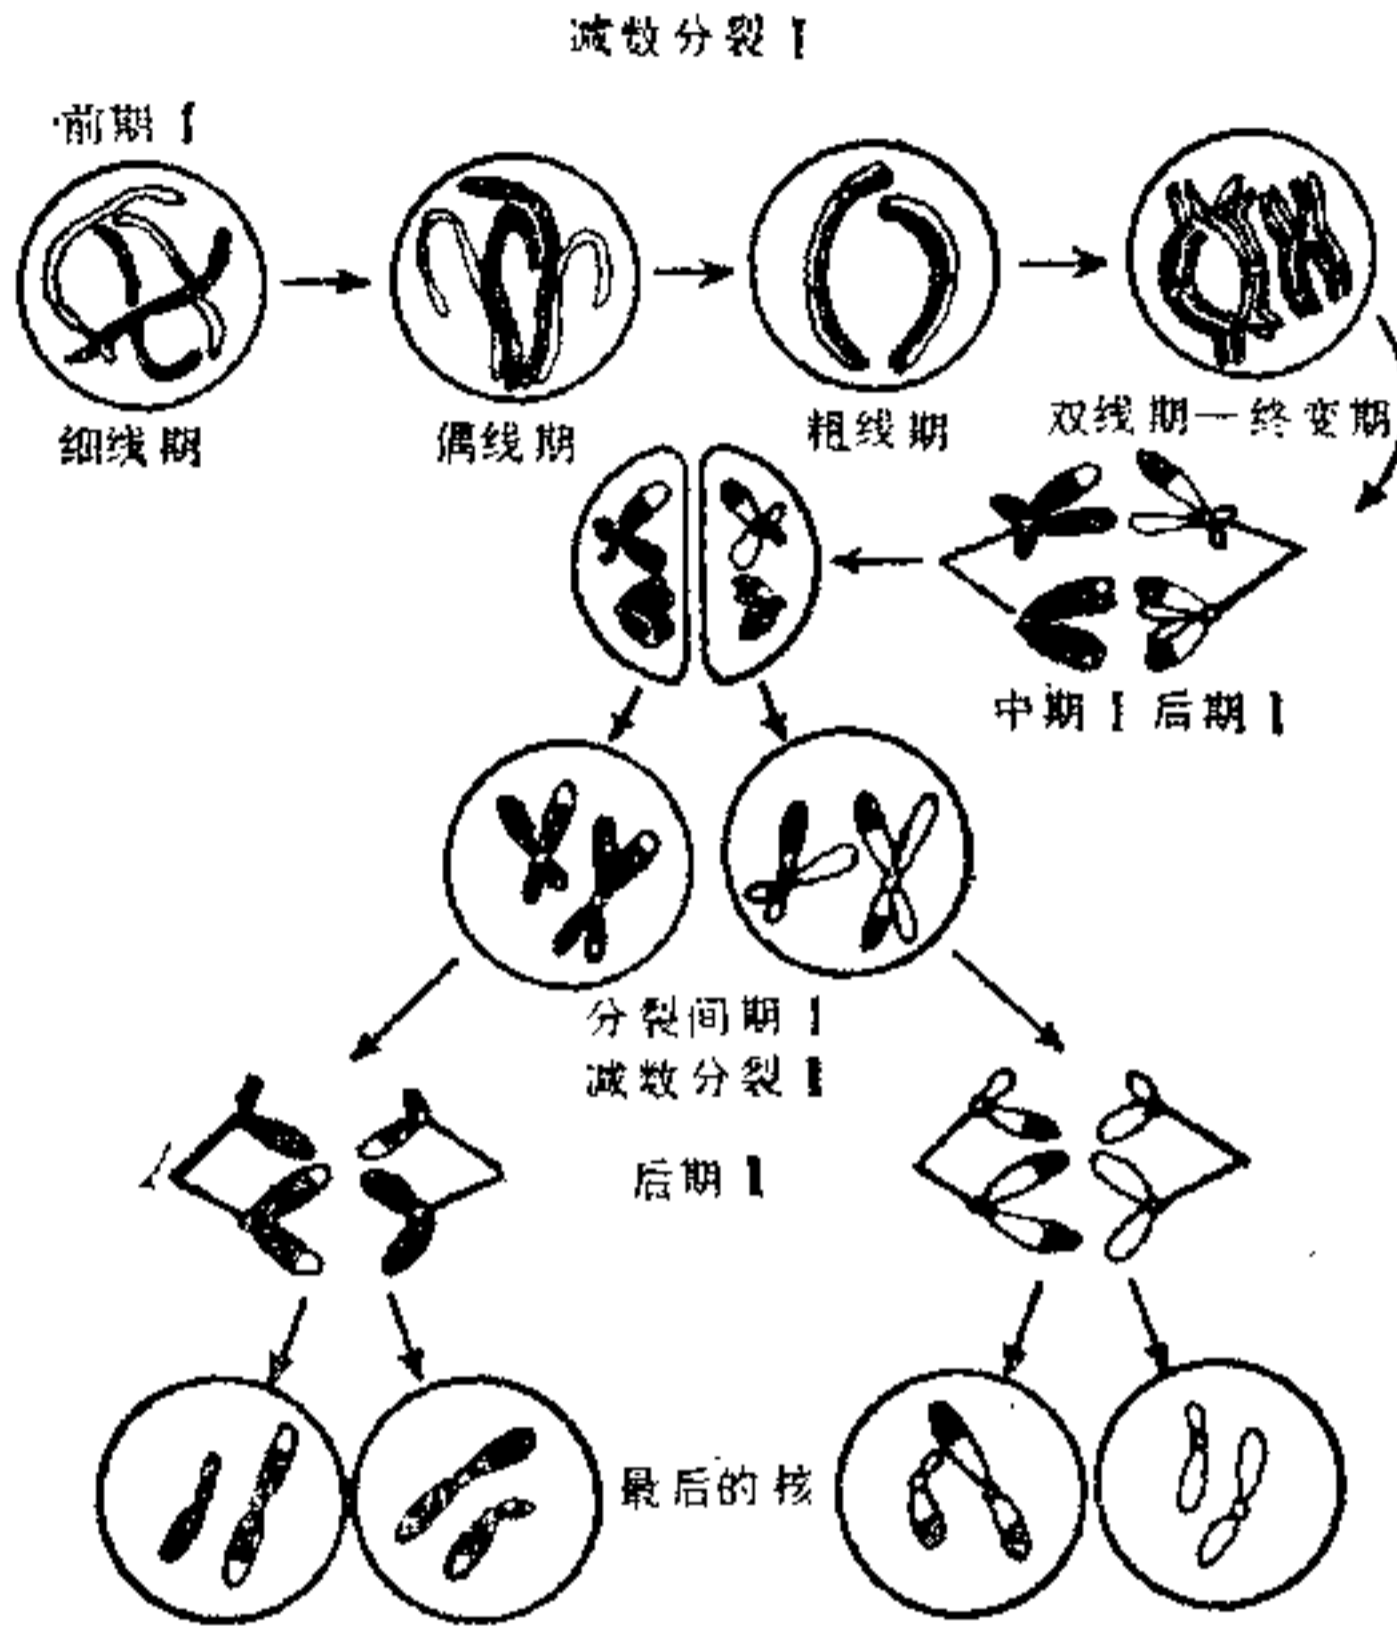 减数分裂 I
前期 I
细线期
偶线期
粗线期
双线期—终变期
中期 I 后期 I
分裂间期 I
减数分裂 II
后期 II
最后的核